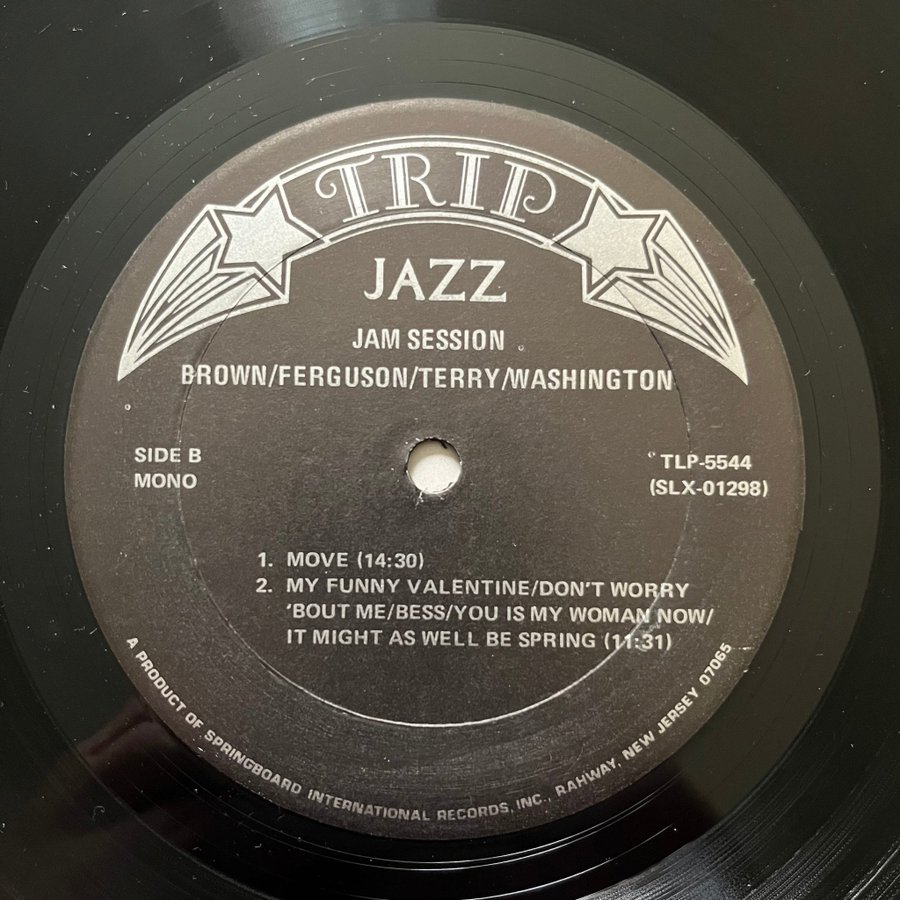 TRIP
JAZZ
JAM SESSION
BROWN/FERGUSON/TERRY/WASHINGTON
SIDE B
MONO
TLP-5544
(SLX-01298)
1. MOVE (14:30)
2. MY FUNNY VALENTINE/DON'T WORRY
'BOUT ME/BESS/YOU IS MY WOMAN NOW/
IT MIGHT AS WELL BE SPRING (11:31)
A PRODUCT OF SPRINGBOARD INTERNATIONAL RECORDS, INC., RAHWAY, NEW JERSEY 07065